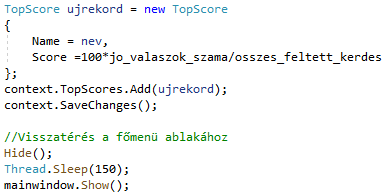 TopScore ujrekord = new TopScore
{
    Name = nev,
    Score =100*jo_valaszok_szama/osszes_feltett_kerdes
};
context.TopScores.Add(ujrekord);
context.SaveChanges();

//Visszatérés a főmenü ablakához
Hide();
Thread.Sleep(150);
mainwindow.Show();